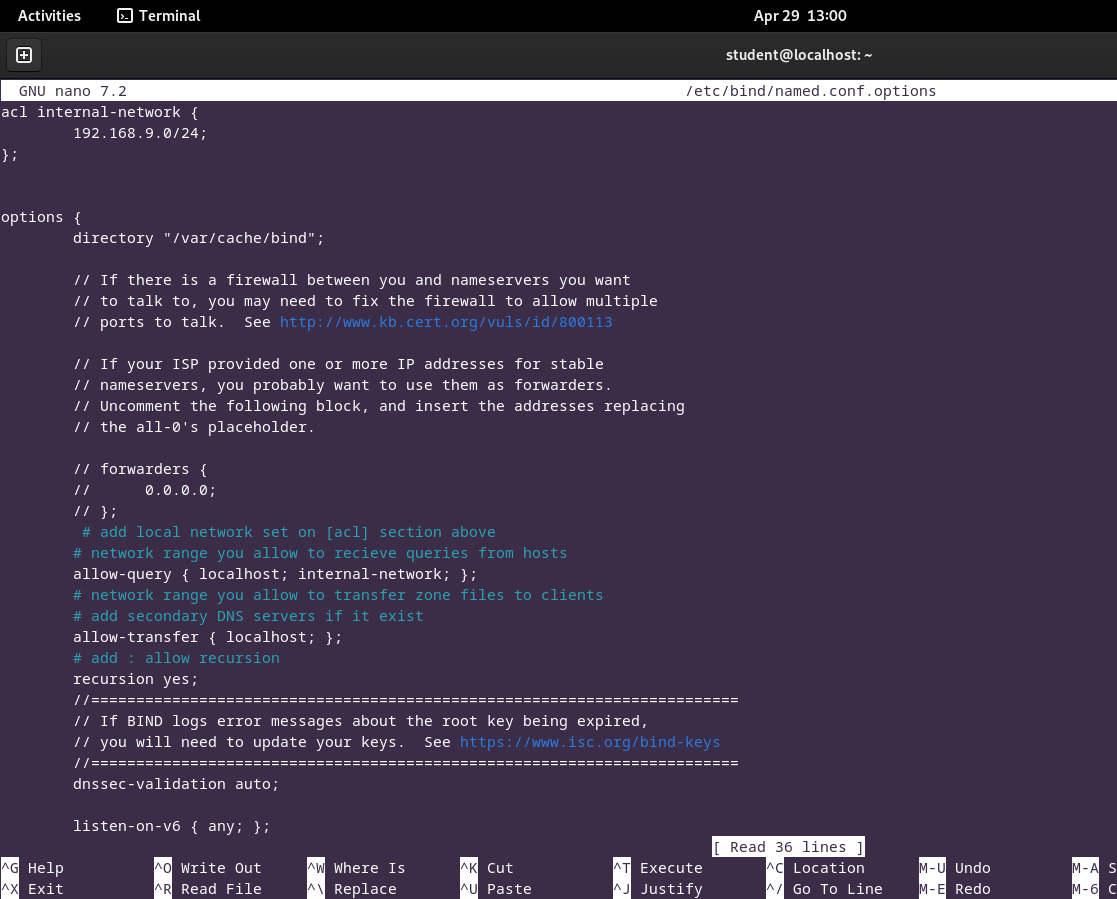 Activities Terminal Apr 29 13:00
student@localhost: ~
GNU nano 7.2 /etc/bind/named.conf.options
acl internal-network {
        192.168.9.0/24;
};
options {
        directory "/var/cache/bind";
        // If there is a firewall between you and nameservers you want
        // to talk to, you may need to fix the firewall to allow multiple
        // ports to talk.  See http://www.kb.cert.org/vuls/id/800113
        // If your ISP provided one or more IP addresses for stable
        // nameservers, you probably want to use them as forwarders.
        // Uncomment the following block, and insert the addresses replacing
        // the all-0's placeholder.
        // forwarders {
        //      0.0.0.0;
        // };
         # add local network set on [acl] section above
        # network range you allow to recieve queries from hosts
        allow-query { localhost; internal-network; };
        # network range you allow to transfer zone files to clients
        # add secondary DNS servers if it exist
        allow-transfer { localhost; };
        # add : allow recursion
        recursion yes;
        //========================================================================
        // If BIND logs error messages about the root key being expired,
        // you will need to update your keys.  See https://www.isc.org/bind-keys
        //========================================================================
        dnssec-validation auto;
        listen-on-v6 { any; };
[ Read 36 lines ]
^G Help ^O Write Out ^W Where Is ^K Cut ^T Execute ^C Location M-U Undo M-A S
^X Exit ^R Read File ^\ Replace ^U Paste ^J Justify ^/ Go To Line M-E Redo M-6 C